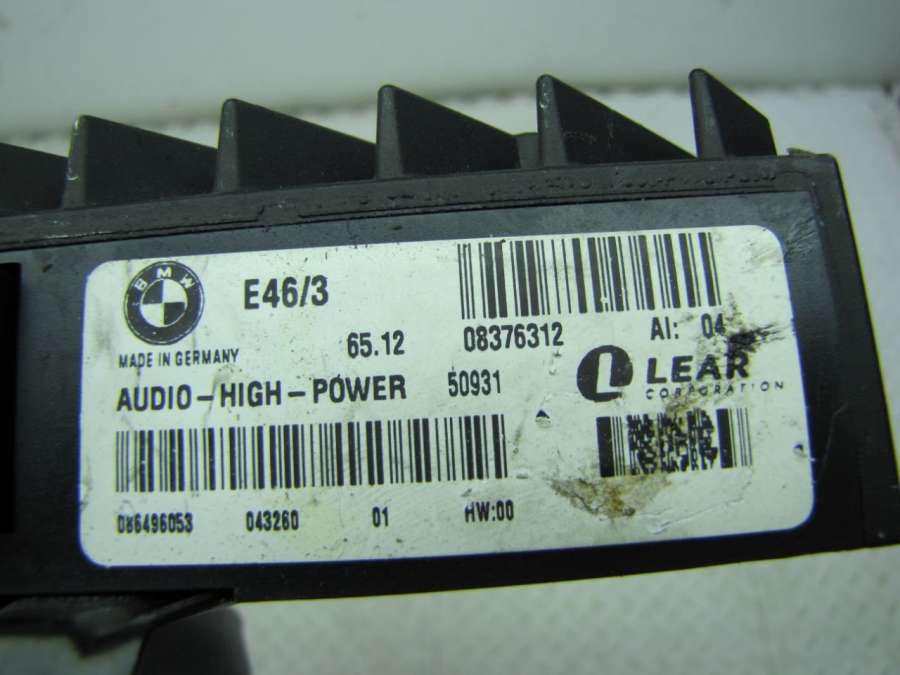 BMW
E46/3
MADE IN GERMANY
65.12 08376312 AI: 04
AUDIO-HIGH-POWER 50931
L LEAR
CORPORATION
086496053 043260 01 HW:00